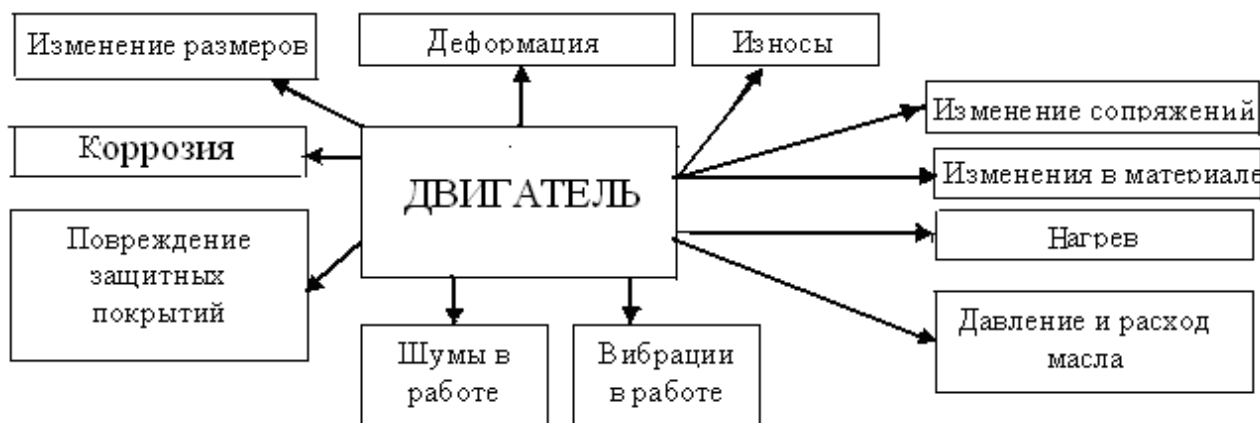 Изменение размеров
Деформация
Износы
Изменение сопряжений
Коррозия
ДВИГАТЕЛЬ
Изменения в материале
Повреждение
защитных
покрытий
Нагрев
Давление и расход
масла
Шумы в
работе
Вибрации
в работе